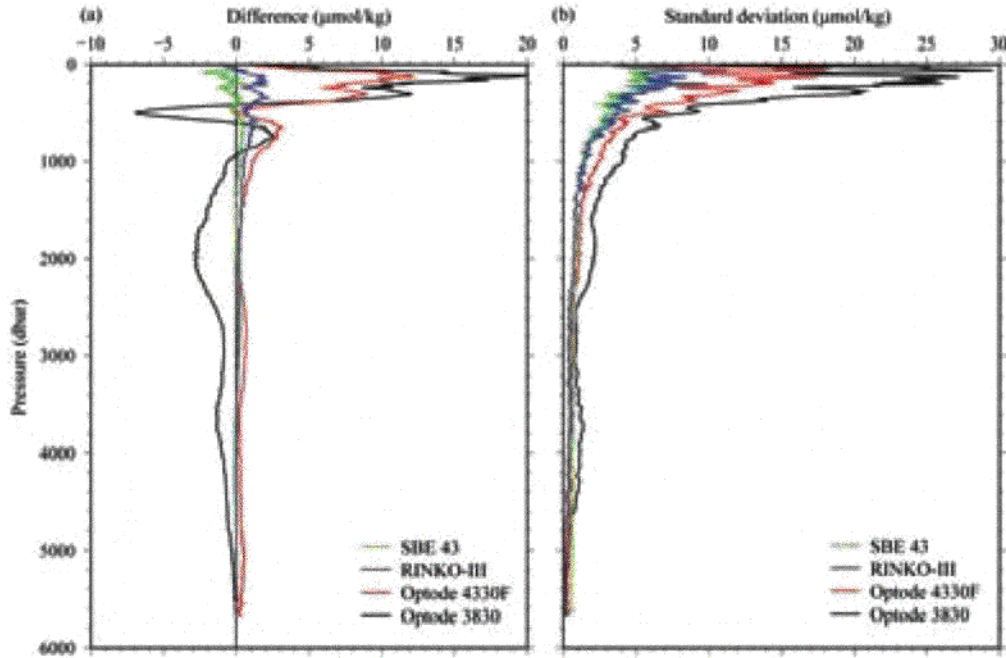 (a) Difference (μmol/kg)
−10 −5 0 5 10 15 20
(b) Standard deviation (μmol/kg)
0 5 10 15 20 25 30
Pressure (dbar)
0
1000
2000
3000
4000
5000
6000
SBE 43
RINKO-III
Optode 4330F
Optode 3830
0
SBE 43
RINKO-III
Optode 4330F
Optode 3830